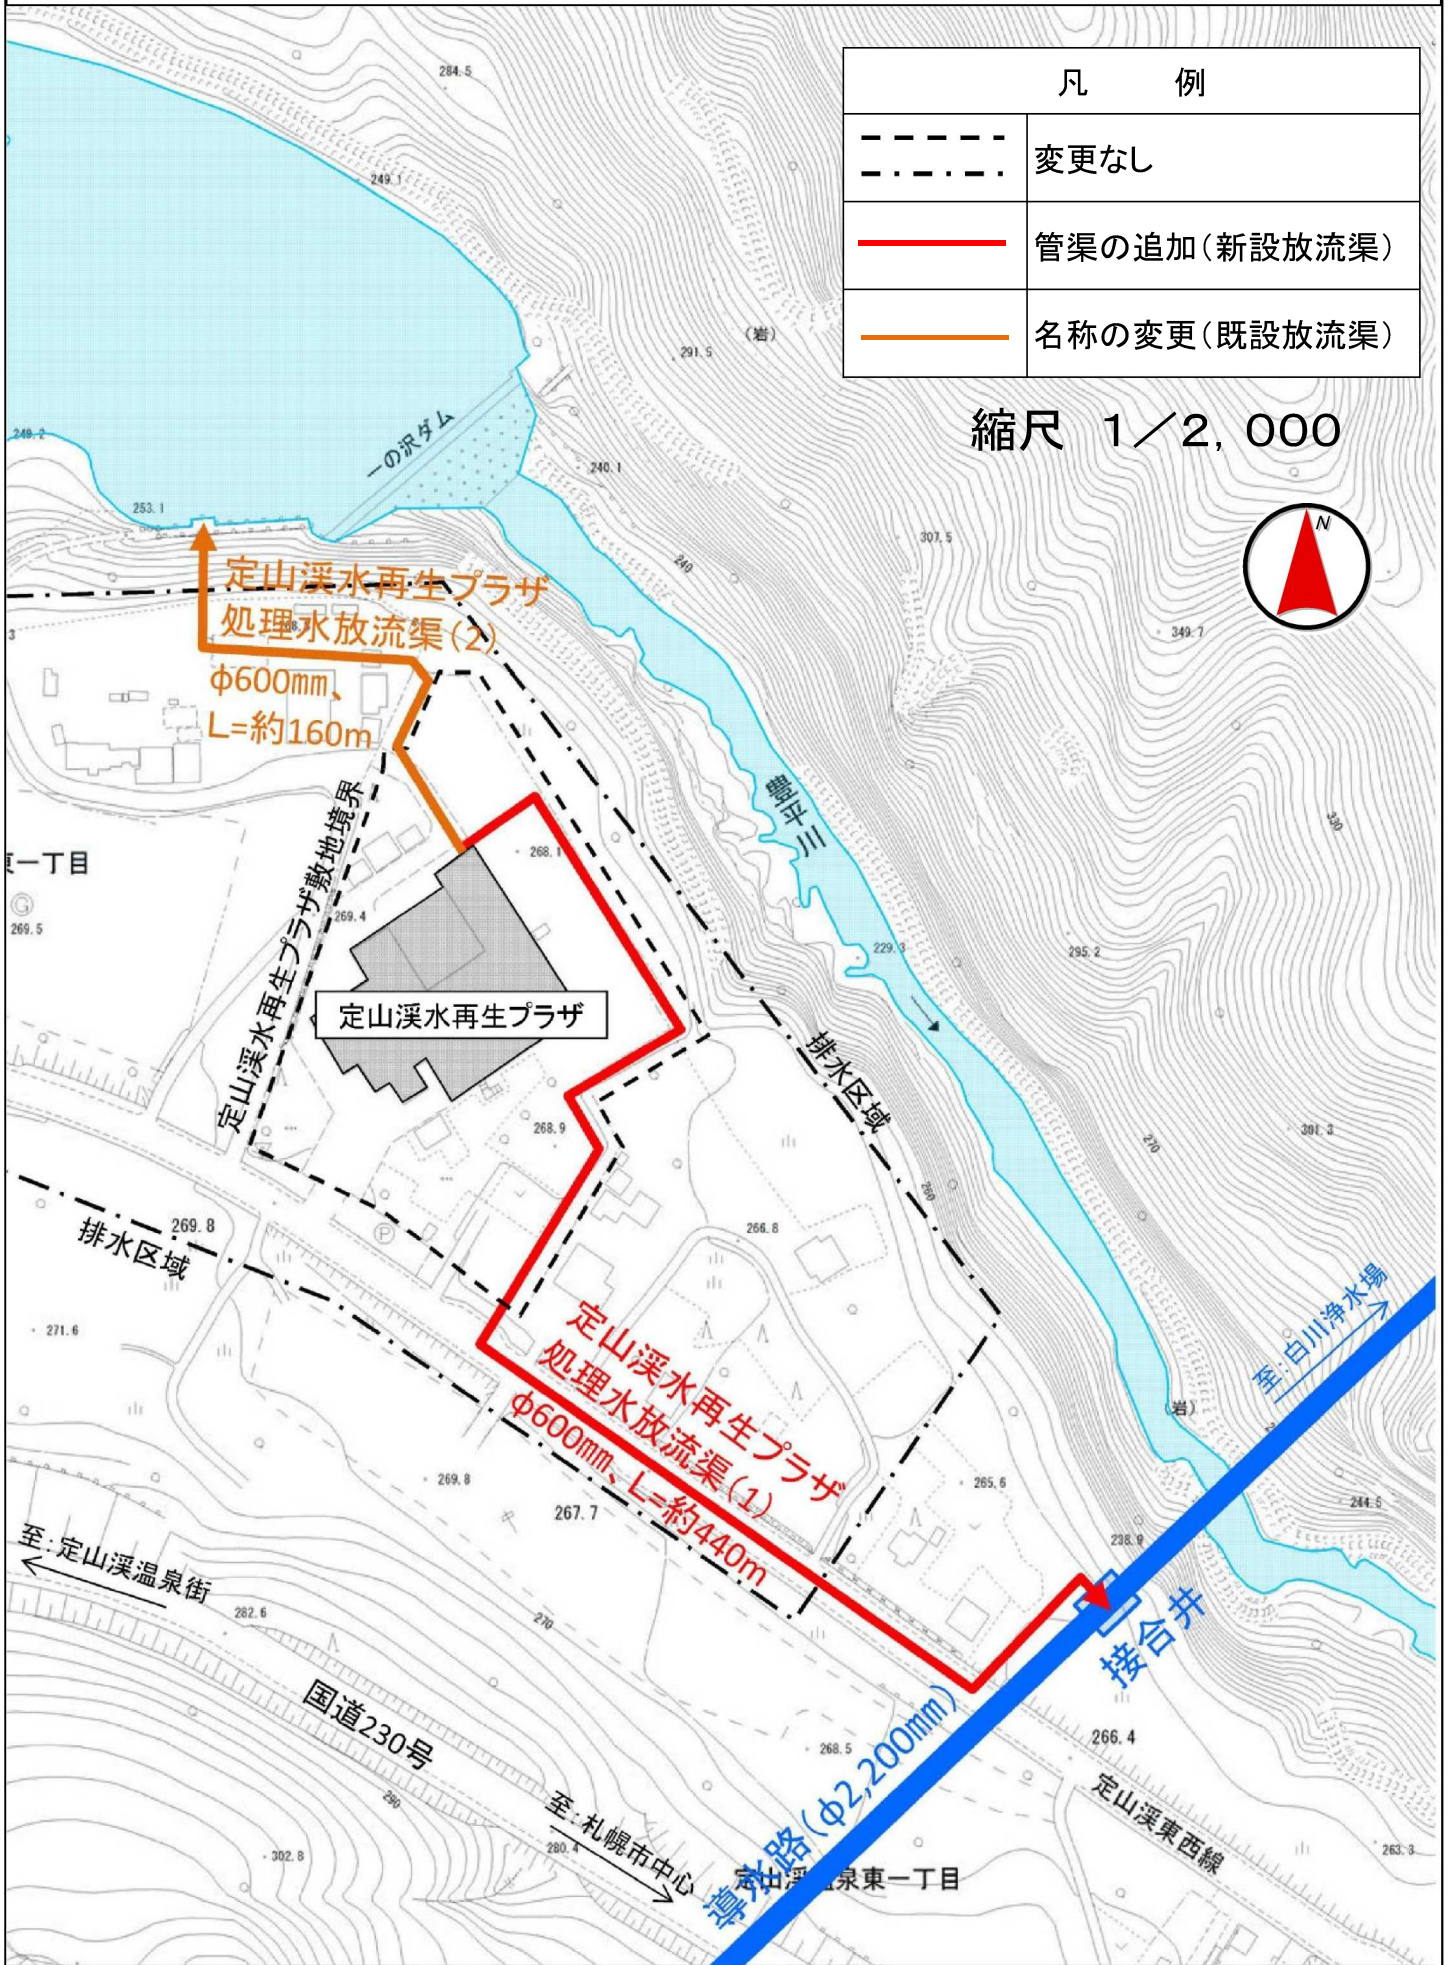 凡 例
変更なし
管渠の追加(新設放流渠)
名称の変更(既設放流渠)
縮尺 1/2,000
N
284.5
249.1
(岩)
291.5
249.2
一の沢ダム
240.1
253.1
307.5
240
定山渓水再生プラザ
処理水放流渠(2)
φ600㎜、
L=約160m
349.7
豊平川
330
268.1
東一丁目
G
269.5
269.4
定山渓水再生プラザ敷地境界
229.3
295.2
定山渓水再生プラザ
排水区域
268.9
301.3
270
260
269.8
排水区域
P
266.8
至:白川浄水場
271.6
定山渓水再生プラザ
処理水放流渠(1)
φ600㎜、L=約440m
(岩)
269.8
265.6
244.5
267.7
238.9
至:定山渓温泉街
282.6
270
接合井
国道230号
導水路(φ2,200㎜)
268.5
266.4
定山渓東西線
290
至:札幌市中心
280.4
302.8
263.3
定山渓温泉東一丁目